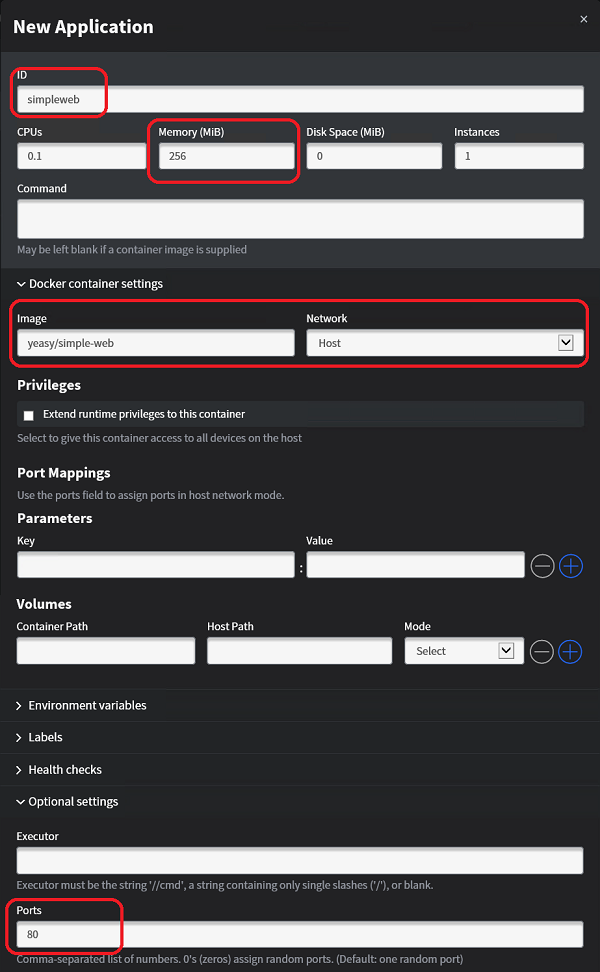 New Application
×
ID
simpleweb
CPUs
Memory (MiB)
Disk Space (MiB)
Instances
0.1
256
0
1
Command
May be left blank if a container image is supplied
Docker container settings
Image
Network
yeasy/simple-web
Host
Privileges
Extend runtime privileges to this container
Select to give this container access to all devices on the host
Port Mappings
Use the ports field to assign ports in host network mode.
Parameters
Key
Value
:
Volumes
Container Path
Host Path
Mode
Select
Environment variables
Labels
Health checks
Optional settings
Executor
Executor must be the string '//cmd', a string containing only single slashes ('/'), or blank.
Ports
80
Comma-separated list of numbers. 0's (zeros) assign random ports. (Default: one random port)